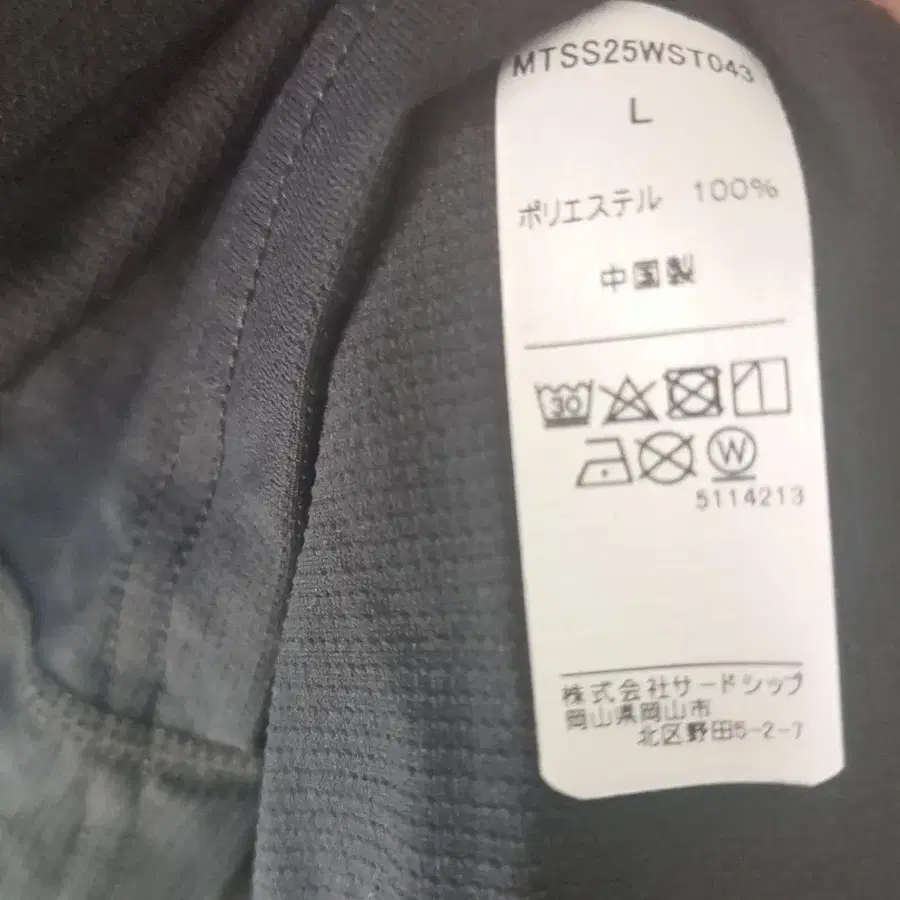 MTSS25WST043
L
ポリエステル 100%
中国製
30
W
5114213
株式会社サードシップ
岡山県岡山市
北区野田5-2-7